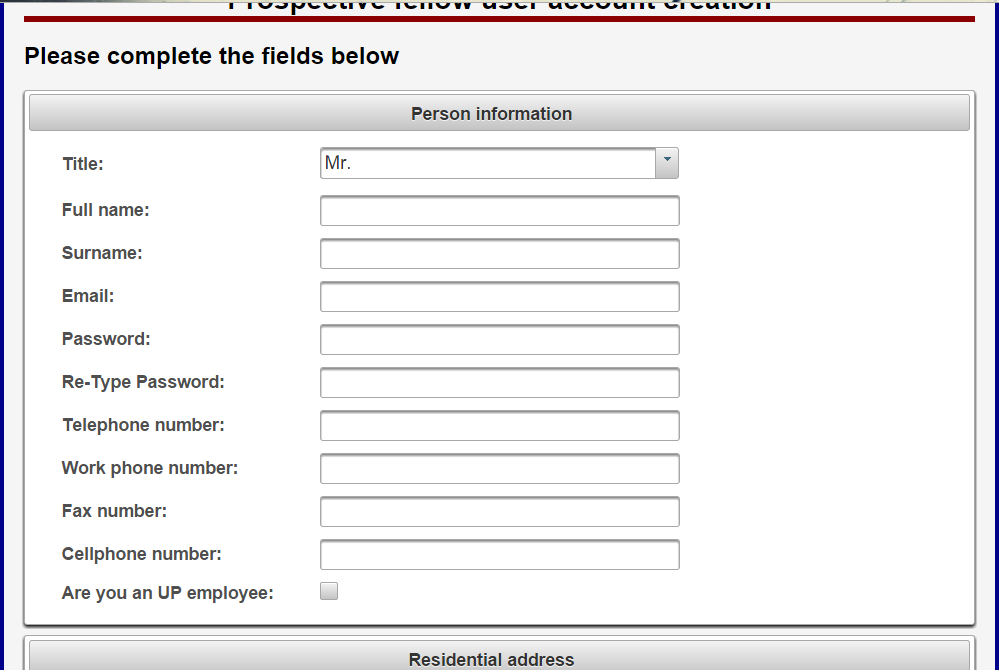 Prospective fellow user account creation
Please complete the fields below
Person information
Title: Mr.
Full name:
Surname:
Email:
Password:
Re-Type Password:
Telephone number:
Work phone number:
Fax number:
Cellphone number:
Are you an UP employee:
Residential address